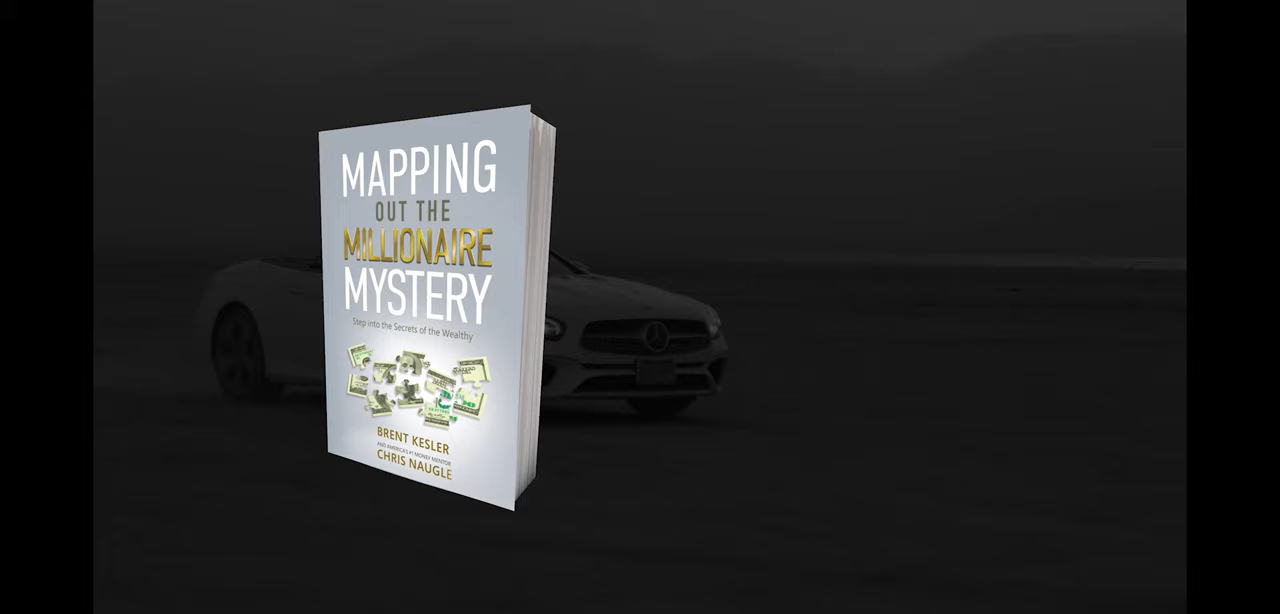 MAPPING
OUT THE
MILLIONAIRE
MYSTERY
Step into the Secrets of the Wealthy
BRENT KESLER
AND AMERICA'S #1 MONEY MENTOR
CHRIS NAUGLE